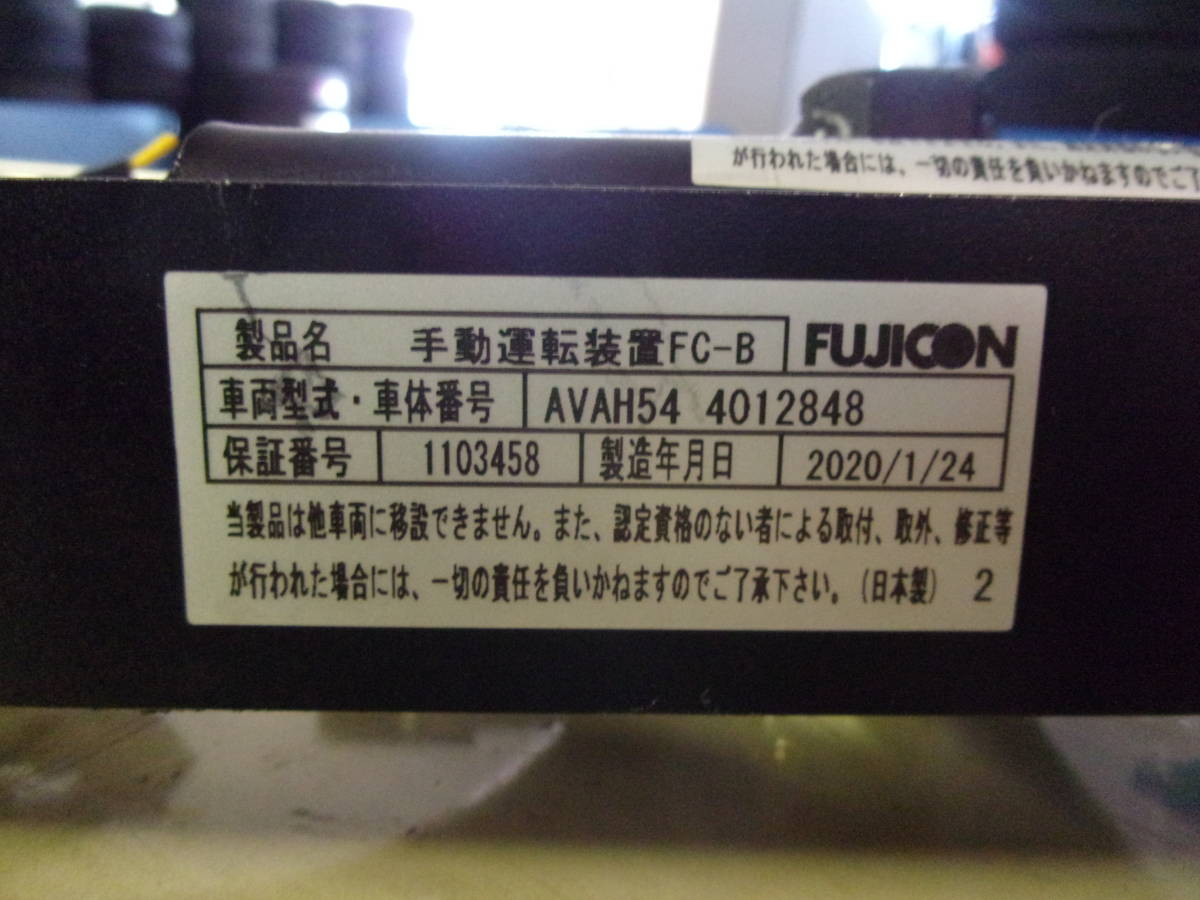 が行われた場合には、一切の責任を負いかねますのでご了
製品名 手動運転装置FC-B FUJICON
車両型式・車体番号 AVAH54 4012848
保証番号 1103458 製造年月日 2020/1/24
当製品は他車両に移設できません。また、認定資格のない者による取付、取外、修正等
が行われた場合には、一切の責任を負いかねますのでご了承下さい。(日本製) 2